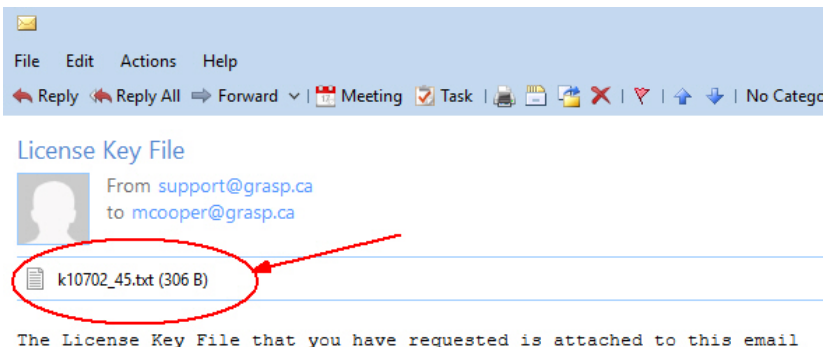 File Edit Actions Help
Reply Reply All Forward Meeting Task No Catego
License Key File
From support@grasp.ca
to mcooper@grasp.ca
k10702_45.txt (306 B)
The License Key File that you have requested is attached to this email